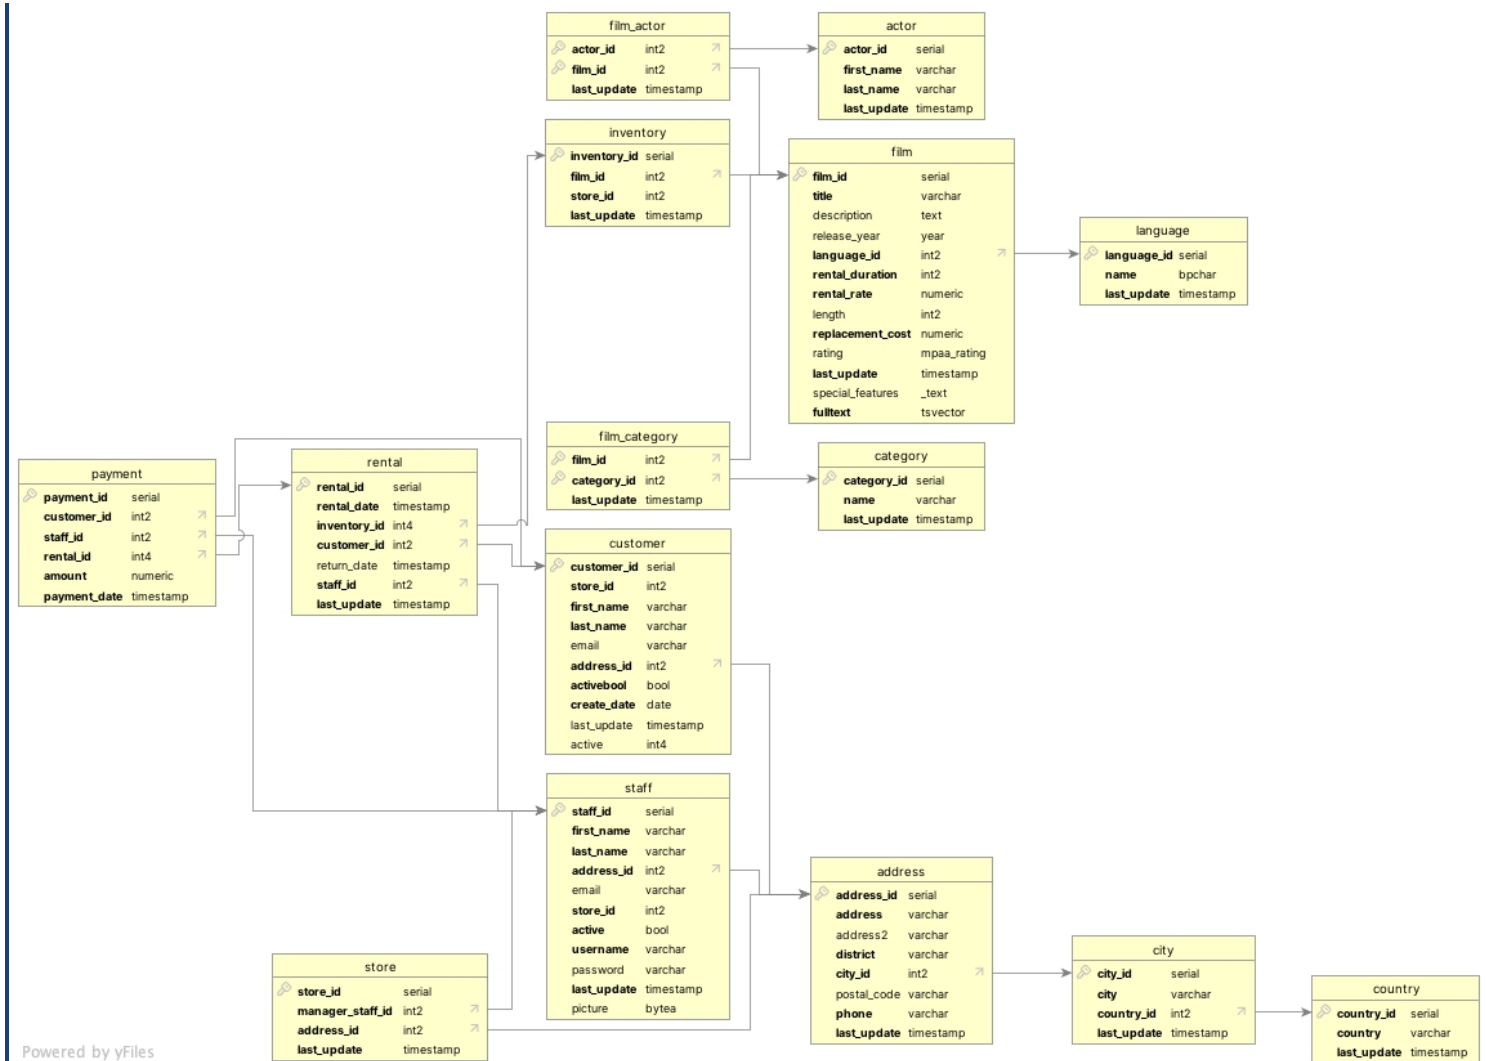 film_actor
actor_id int2
film_id int2
last_update timestamp
actor
actor_id serial
first_name varchar
last_name varchar
last_update timestamp
inventory
inventory_id serial
film_id int2
store_id int2
last_update timestamp
film
film_id serial
title varchar
description text
release_year year
language_id int2
rental_duration int2
rental_rate numeric
length int2
replacement_cost numeric
rating mpaa_rating
last_update timestamp
special_features _text
fulltext tsvector
language
language_id serial
name bpchar
last_update timestamp
film_category
film_id int2
category_id int2
last_update timestamp
category
category_id serial
name varchar
last_update timestamp
payment
payment_id serial
customer_id int2
staff_id int2
rental_id int4
amount numeric
payment_date timestamp
rental
rental_id serial
rental_date timestamp
inventory_id int4
customer_id int2
return_date timestamp
staff_id int2
last_update timestamp
customer
customer_id serial
store_id int2
first_name varchar
last_name varchar
email varchar
address_id int2
activebool bool
create_date date
last_update timestamp
active int4
staff
staff_id serial
first_name varchar
last_name varchar
address_id int2
email varchar
store_id int2
active bool
username varchar
password varchar
last_update timestamp
picture bytea
store
store_id serial
manager_staff_id int2
address_id int2
last_update timestamp
address
address_id serial
address varchar
address2 varchar
district varchar
city_id int2
postal_code varchar
phone varchar
last_update timestamp
city
city_id serial
city varchar
country_id int2
last_update timestamp
country
country_id serial
country varchar
last_update timestamp
Powered by yFiles